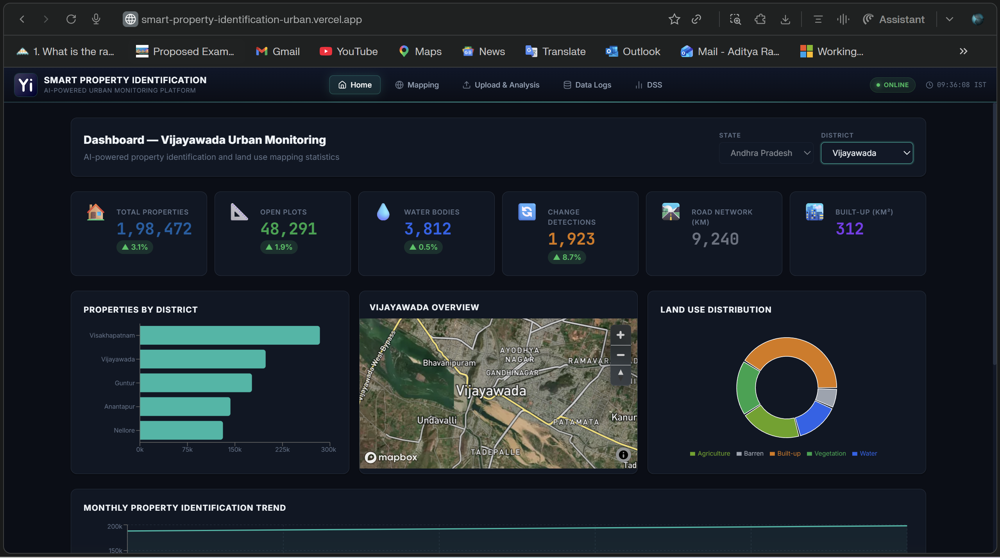 smart-property-identification-urban.vercel.app
Assistant
1. What is the ra...
Proposed Exam...
Gmail
YouTube
Maps
News
Translate
Outlook
Mail - Aditya Ra...
Working...
Yi
SMART PROPERTY IDENTIFICATION
AI-POWERED URBAN MONITORING PLATFORM
Home
Mapping
Upload & Analysis
Data Logs
DSS
ONLINE
09:36:08 IST
Dashboard — Vijayawada Urban Monitoring
AI-powered property identification and land use mapping statistics
STATE
Andhra Pradesh
DISTRICT
Vijayawada
TOTAL PROPERTIES
1,98,472
▲ 3.1%
OPEN PLOTS
48,291
▲ 1.9%
WATER BODIES
3,812
▲ 0.5%
CHANGE
DETECTIONS
1,923
▲ 8.7%
ROAD NETWORK
(KM)
9,240
BUILT-UP (KM²)
312
PROPERTIES BY DISTRICT
Visakhapatnam
Vijayawada
Guntur
Anantapur
Nellore
0k 75k 150k 225k 300k
VIJAYAWADA OVERVIEW
Vijayawada West Bypass
AYODHYA
NAGAR
Bhavanipuram
RAMAVAR
GANDHINAGAR
Vijayawada
Undavalli
Kanur
PATAMATA
TADEPALLE
mapbox
Tad
LAND USE DISTRIBUTION
Agriculture Barren Built-up Vegetation Water
MONTHLY PROPERTY IDENTIFICATION TREND
200k
150k